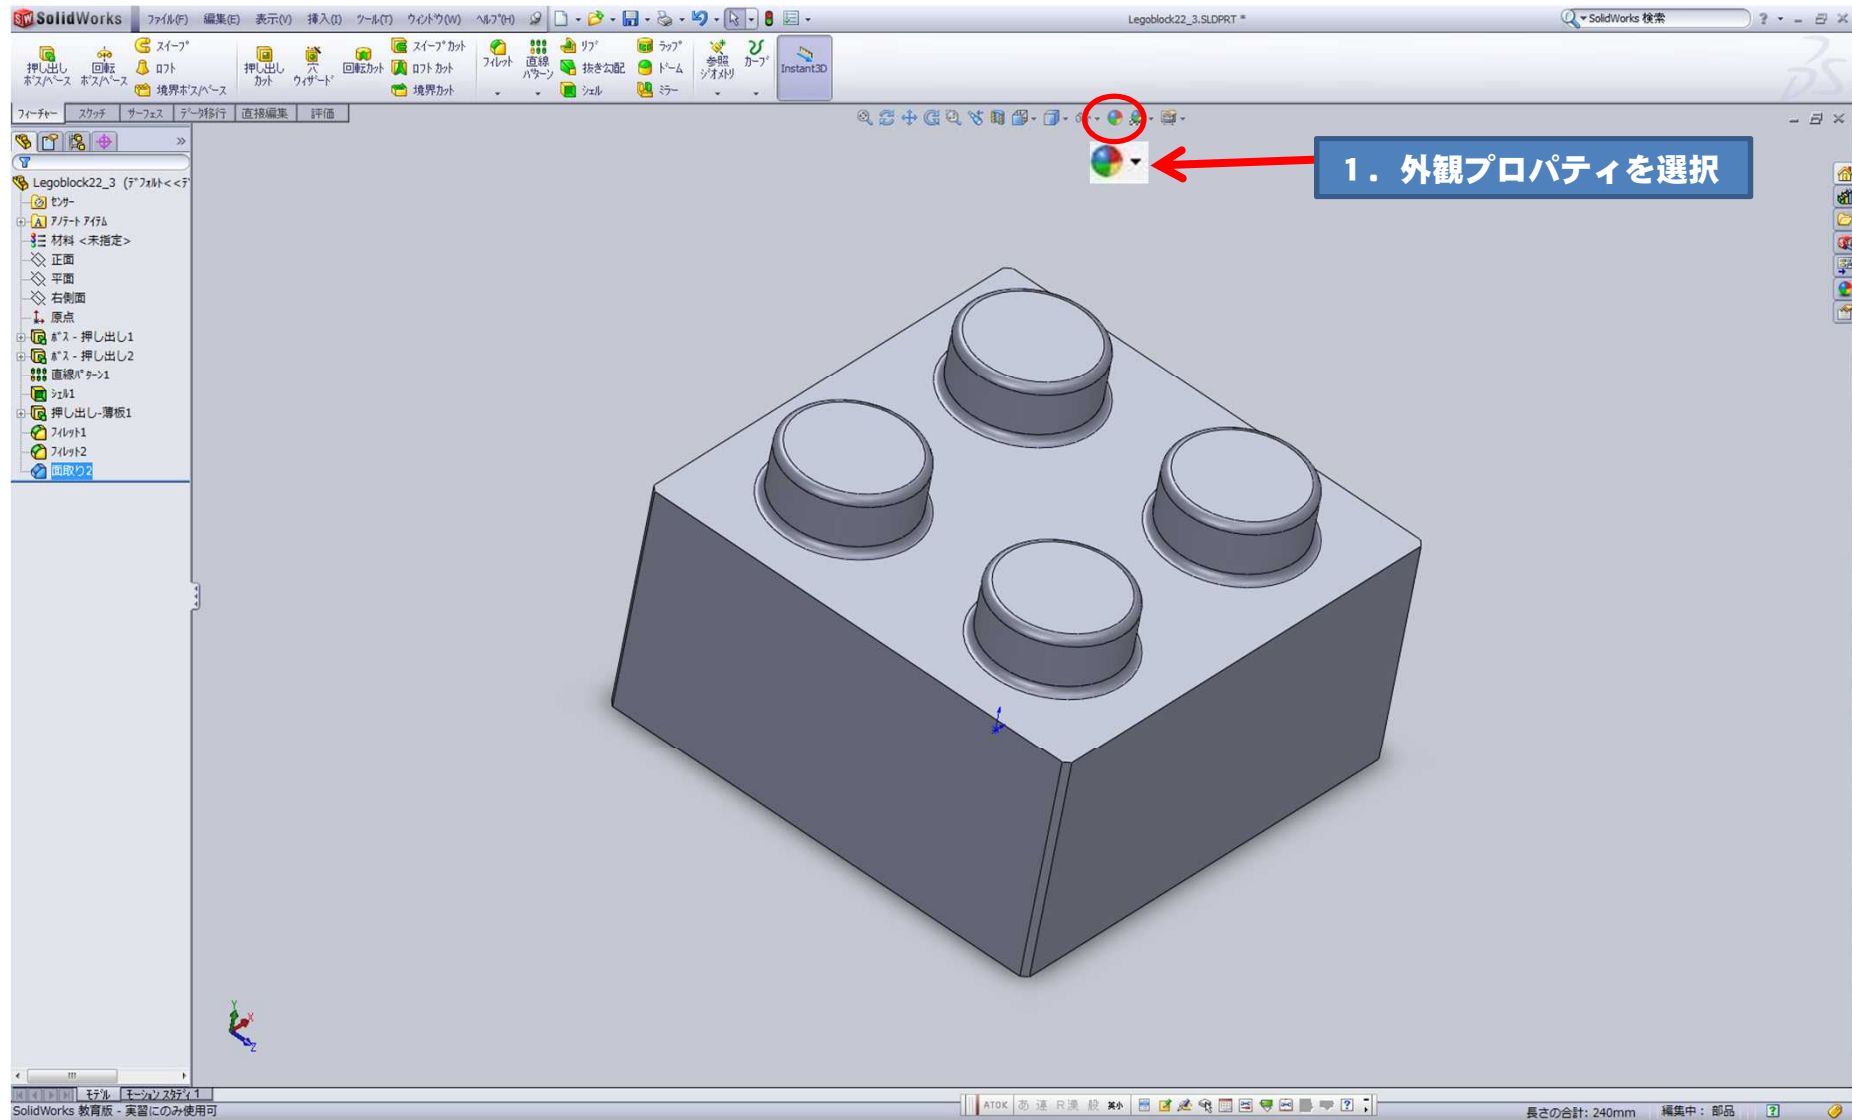 SolidWorks ファイル(F) 編集(E) 表示(V) 挿入(I) ツール(T) ウィンドウ(W) ヘルプ(H) Legoblock22_3.SLDPRT * SolidWorks 検索
押し出し
ボス/ベース
回転
ボス/ベース
スイープ
ロフト
境界ボス/ベース
押し出し
カット
穴
ウィザード
回転カット
スイープ カット
ロフト カット
境界カット
フィレット
直線
パターン
リブ
抜き勾配
シェル
ラップ
ドーム
ミラー
参照
ジオメトリ
カーブ
Instant3D
フィーチャー スケッチ サーフェス データ移行 直接編集 評価
1．外観プロパティを選択
Legoblock22_3 (デフォルト<<デ
センサー
アノテート アイテム
材料 <未指定>
正面
平面
右側面
原点
ボス - 押し出し1
ボス - 押し出し2
直線パターン1
シェル1
押し出し-薄板1
フィレット1
フィレット2
面取り2
Y
X
Z
モデル モーション スタディ 1
SolidWorks 教育版 - 実習にのみ使用可
ATOK あ 連 R漢 般 英小
長さの合計: 240mm 編集中： 部品